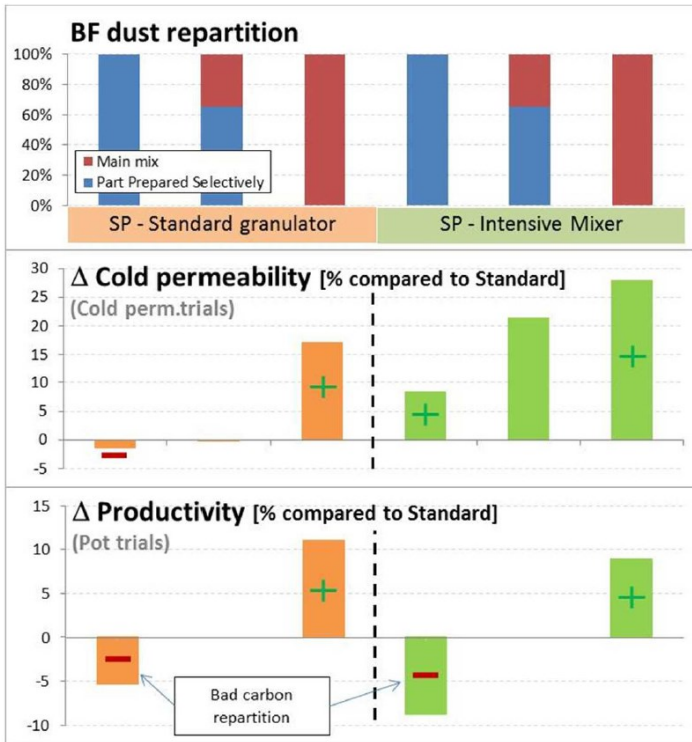 BF dust repartition
100%
80%
60%
40%
20%
0%
Main mix
Part Prepared Selectively
SP - Standard granulator
SP - Intensive Mixer
30
25
20
15
10
5
0
-5
Δ Cold permeability [% compared to Standard]
(Cold perm.trials)
+
+
+
15
10
5
0
-5
-10
Δ Productivity [% compared to Standard]
(Pot trials)
+
+
Bad carbon
repartition